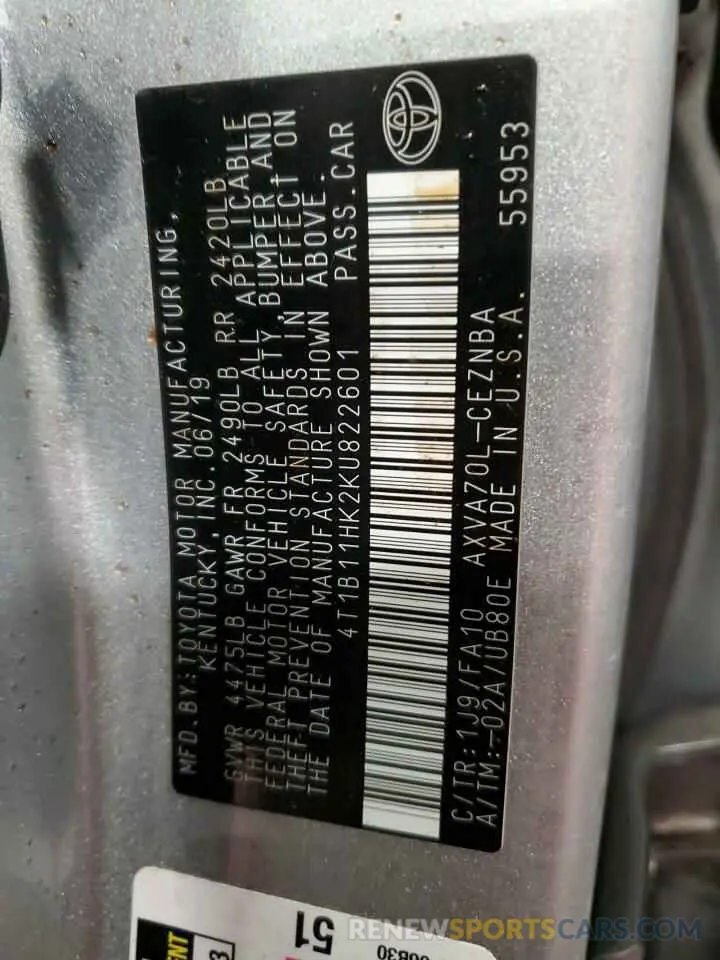 MFD.BY:TOYOTA MOTOR MANUFACTURING,
KENTUCKY, INC. 06/19
GVWR 4475LB GAWR FR 2490LB RR 2420LB
THIS VEHICLE CONFORMS TO ALL APPLICABLE
FEDERAL MOTOR VEHICLE SAFETY,BUMPER AND
THEFT PREVENTION STANDARDS IN EFFECT ON
THE DATE OF MANUFACTURE SHOWN ABOVE.
4T1B11HK2KU822601 PASS.CAR
C/TR:1J9/FA10 AXVA70L-CEZNBA
A/TM:-02A/UB80E MADE IN U.S.A. 55953
51
06B30
RENEWSPORTSCARS.COM